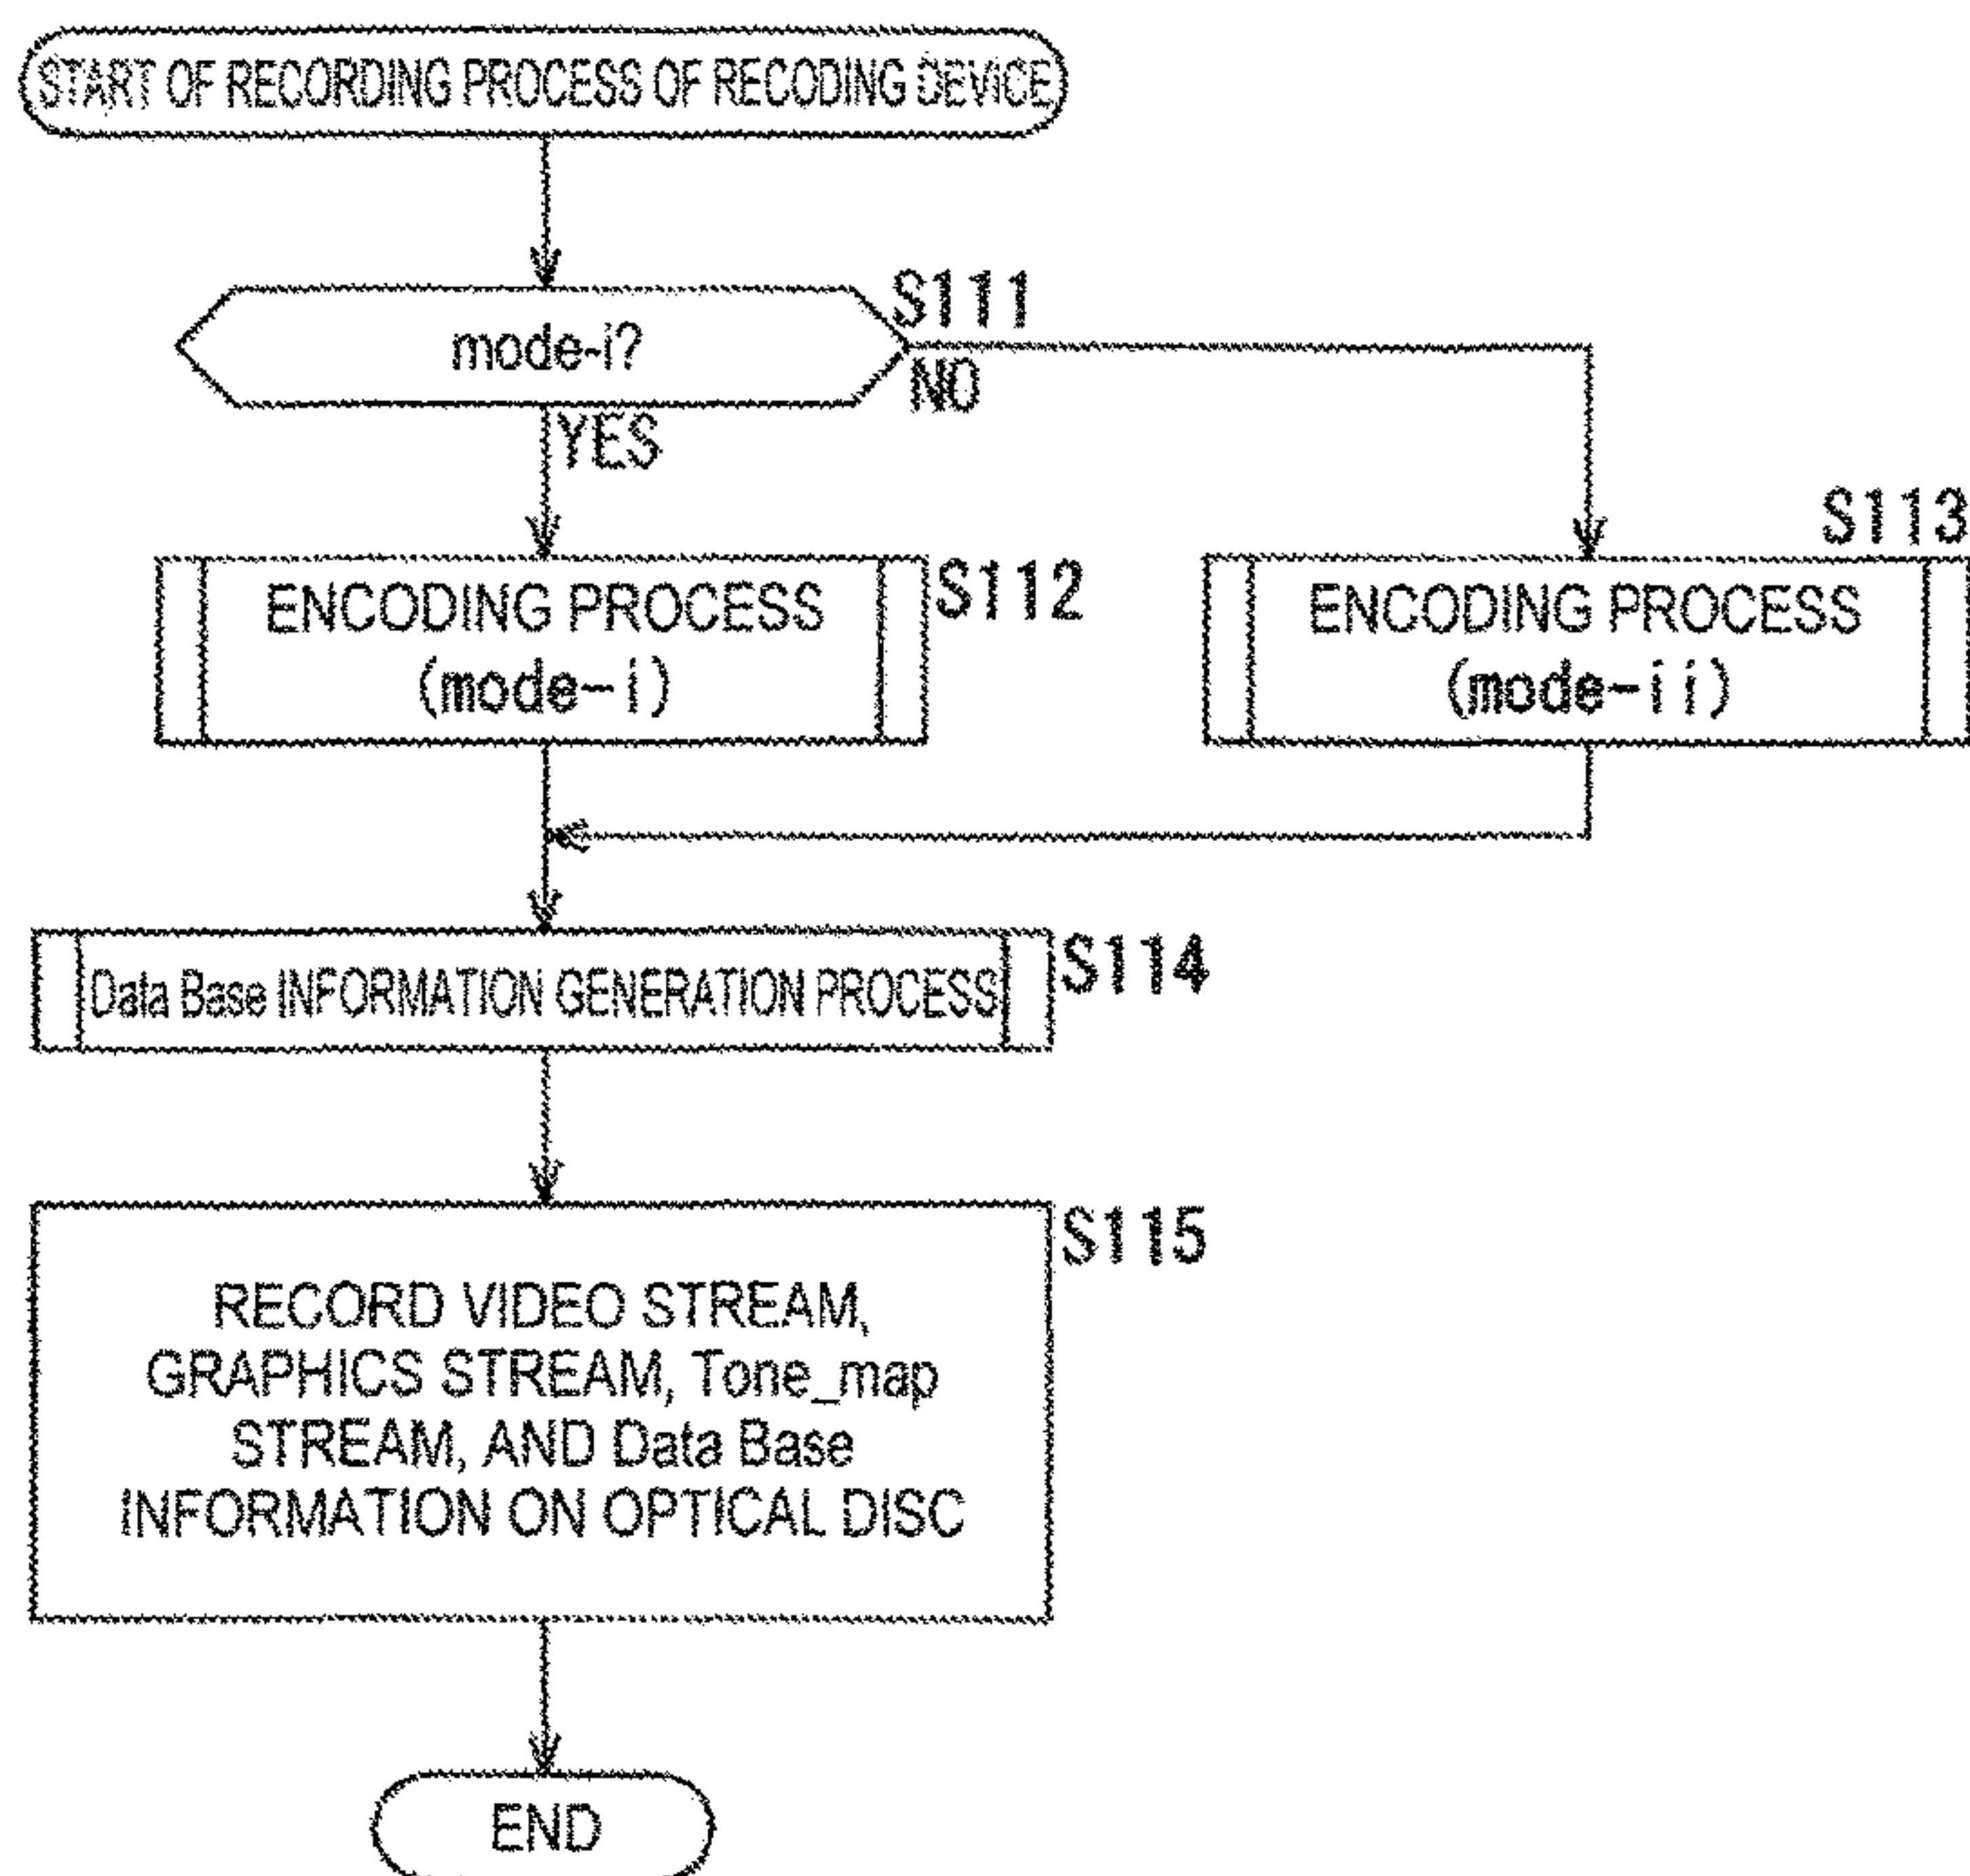 START OF RECORDING PROCESS OF RECODING DEVICE
mode-i?
S111
NO
YES
ENCODING PROCESS
(mode-i)
S112
S113
ENCODING PROCESS
(mode-ii)
Data Base INFORMATION GENERATION PROCESS
S114
S115
RECORD VIDEO STREAM,
GRAPHICS STREAM, Tone_map
STREAM, AND Data Base
INFORMATION ON OPTICAL DISC
END